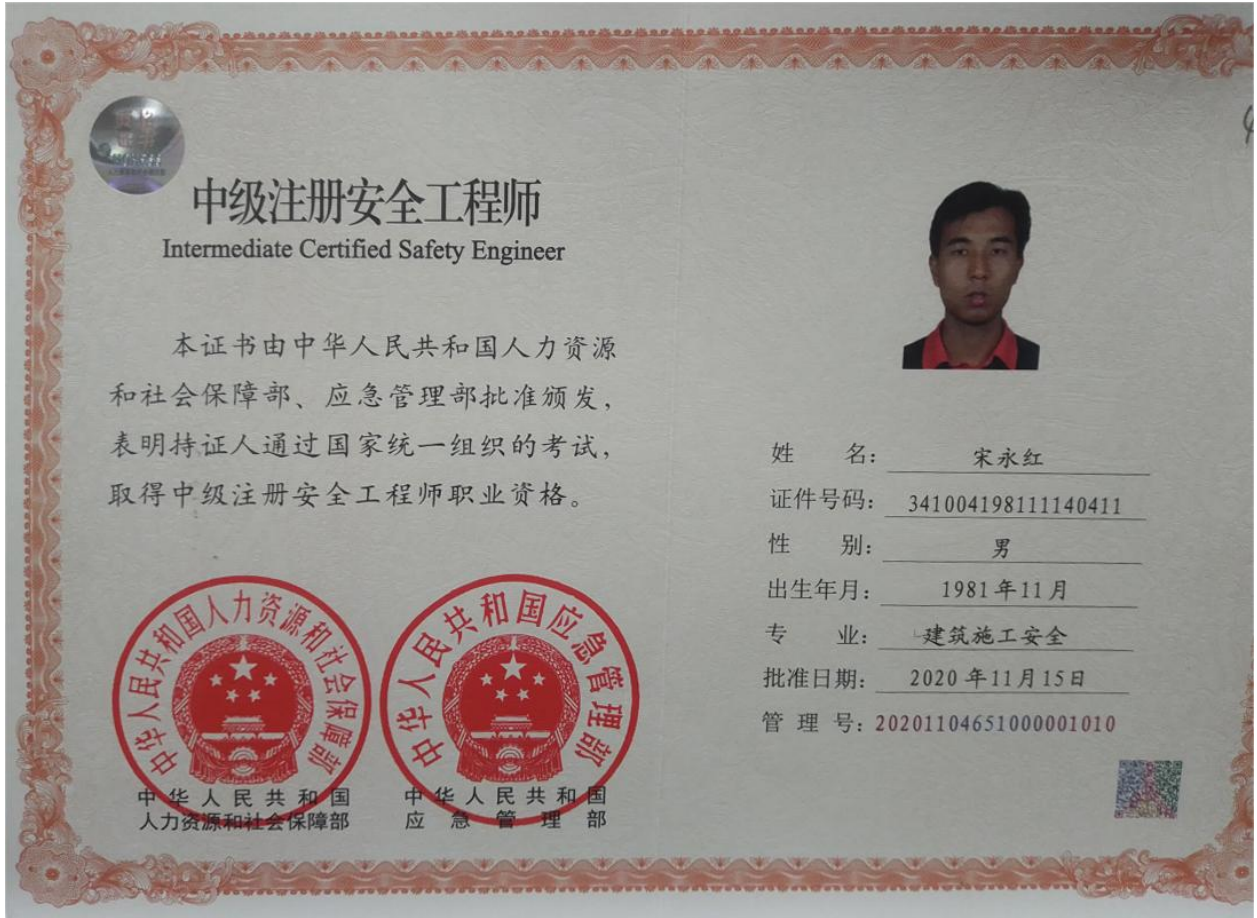 中级注册安全工程师
Intermediate Certified Safety Engineer
本证书由中华人民共和国人力资源
和社会保障部、应急管理部批准颁发，
表明持证人通过国家统一组织的考试，
取得中级注册安全工程师职业资格。
中华人民共和国人力资源和社会保障部
中华人民共和国应急管理部
中华人民共和国
人力资源和社会保障部
中华人民共和国
应急管理部
姓 名：宋永红
证件号码：341004198111140411
性 别：男
出生年月：1981年11月
专 业：建筑施工安全
批准日期：2020年11月15日
管 理 号：20201104651000001010